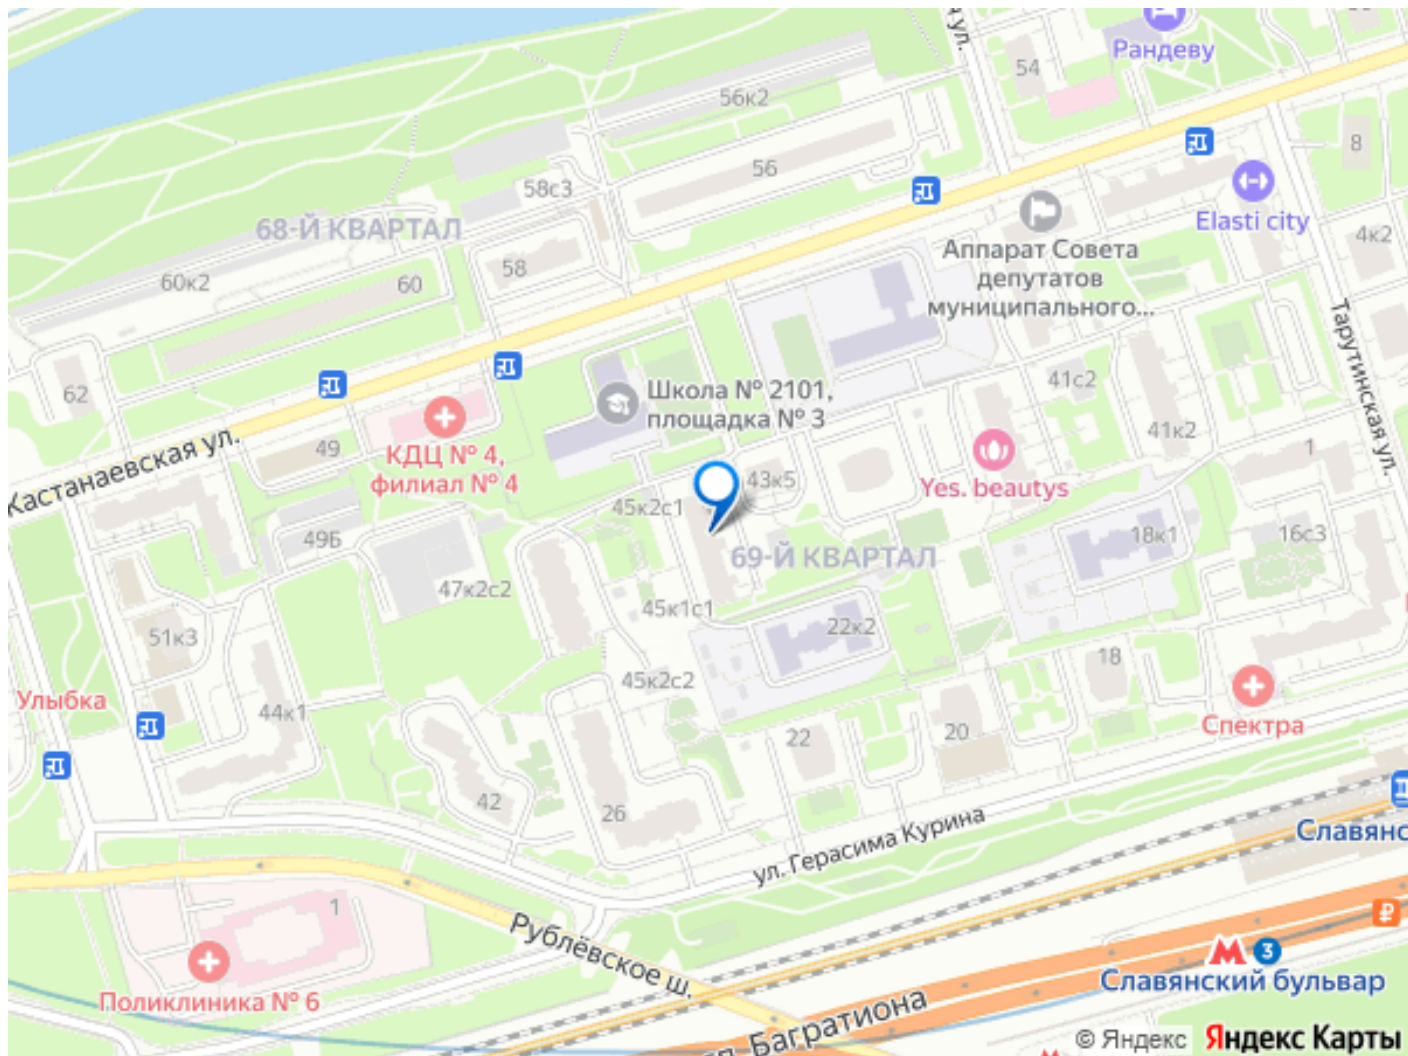 Рандеву
54
56к2
8
56
58с3
Elasti city
68-Й КВАРТАЛ
Аппарат Совета
депутатов
муниципального...
4к2
58
60к2
60
Тарутинская ул.
62
Школа № 2101,
площадка № 3
41с2
41к2
1
49
Кастанаевская ул.
КДЦ № 4,
филиал № 4
43к5
Yes. beautys
45к2с1
49Б
18к1
16с3
69-Й КВАРТАЛ
47к2с2
45к1с1
22к2
51к3
18
45к2с2
Улыбка
44к1
Спектра
22
20
42
26
ул. Герасима Курина
Славянс
1
Рублёвское ш.
3
Славянский бульвар
Поликлиника № 6
Багратиона
© Яндекс Яндекс Карты